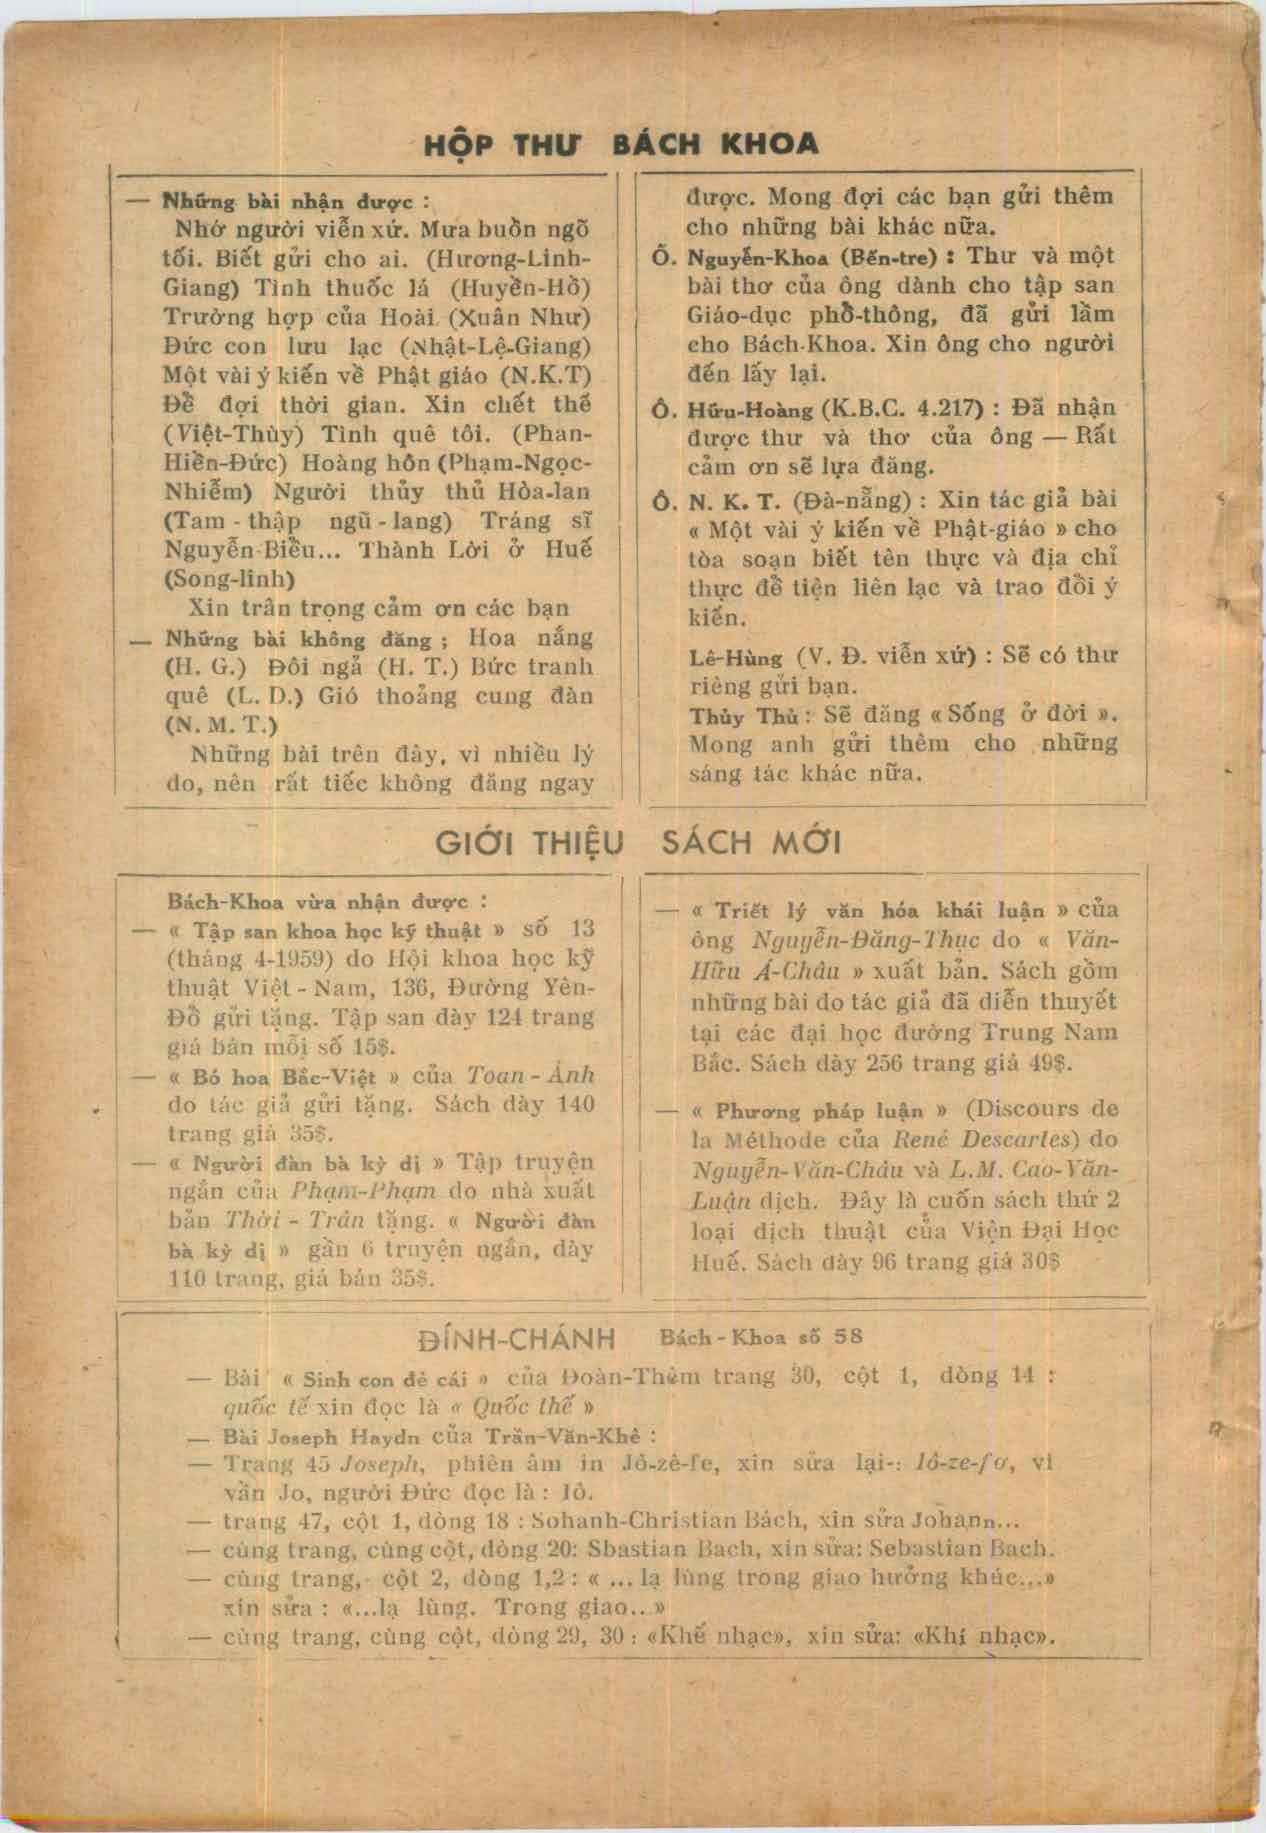 HỘP THƯ BÁCH KHOA
— Những bài nhận được :
Nhớ người viễn xứ. Mưa buồn ngõ
tối. Biết gửi cho ai. (Hương-Linh-
Giang) Tình thuốc lá (Huyền-Hồ)
Trường hợp của Hoài (Xuân Như)
Đức con lưu lạc (Nhật-Lệ-Giang)
Một vài ý kiến về Phật giáo (N.K.T)
Để đợi thời gian. Xin chết thế
(Việt-Thùy) Tình quê tôi. (Phan-
Hiền-Đức) Hoàng hôn (Phạm-Ngọc-
Nhiễm) Người thủy thủ Hòa-lan
(Tam - thập ngũ - lang) Tráng sĩ
Nguyễn-Biều... Thành Lời ở Huế
(Song-linh)
Xin trân trọng cảm ơn các bạn
— Những bài không đăng ; Hoa nắng
(H. G.) Đôi ngả (H. T.) Bức tranh
quê (L. D.) Gió thoảng cung đàn
(N. M. T.)
Những bài trên đây, vì nhiều lý
do, nên rất tiếc không đăng ngay
được. Mong đợi các bạn gửi thêm
cho những bài khác nữa.
Ô. Nguyễn-Khoa (Bến-tre) : Thư và một
bài thơ của ông dành cho tập san
Giáo-dục phổ-thông, đã gửi lầm
cho Bách-Khoa. Xin ông cho người
đến lấy lại.
Ô. Hữu-Hoàng (K.B.C. 4.217) : Đã nhận
được thư và thơ của ông — Rất
cảm ơn sẽ lựa đăng.
Ô. N. K. T. (Đà-nẵng) : Xin tác giả bài
« Một vài ý kiến về Phật-giáo » cho
tòa soạn biết tên thực và địa chỉ
thực để tiện liên lạc và trao đổi ý
kiến.
Lê-Hùng (V. Đ. viễn xứ) : Sẽ có thư
riêng gửi bạn.
Thủy Thủ : Sẽ đăng « Sống ở đời ».
Mong anh gửi thêm cho những
sáng tác khác nữa.
GIỚI THIỆU SÁCH MỚI
Bách-Khoa vừa nhận được :
— « Tập san khoa học kỹ thuật » số 13
(tháng 4-1959) do Hội khoa học kỹ
thuật Việt - Nam, 136, Đường Yên-
Đồ gửi tặng. Tập san dày 124 trang
giá bán mỗi số 15$.
— « Bó hoa Bắc-Việt » của Toan - Ánh
do tác giả gửi tặng. Sách dày 140
trang giá 35$.
— « Người đàn bà kỳ dị » Tập truyện
ngắn của Phạm-Phạm do nhà xuất
bản Thời - Trân tặng. « Người đàn
bà kỳ dị » gần 6 truyện ngắn, dày
110 trang, giá bán 35$.
— « Triết lý văn hóa khái luận » của
ông Nguyễn-Đăng-Thục do « Văn-
Hữu Á-Châu » xuất bản. Sách gồm
những bài do tác giả đã diễn thuyết
tại các đại học đường Trung Nam
Bắc. Sách dày 256 trang giá 49$.
— « Phương pháp luận » (Discours de
la Méthode của René Descartes) do
Nguyễn-Văn-Châu và L.M. Cao-Văn-
Luận dịch. Đây là cuốn sách thứ 2
loại dịch thuật của Viện Đại Học
Huế. Sách dày 96 trang giá 30$
ĐÍNH-CHÁNH Bách - Khoa số 58
— Bài « Sinh con đẻ cái » của Đoàn-Thêm trang 30, cột 1, dòng 14 :
quốc tế xin đọc là « Quốc thể »
— Bài Joseph Haydn của Trần-Văn-Khê :
— Trang 45 Joseph, phiên âm in Jô-zê-fe, xin sửa lại-: Iô-ze-fơ, vì
vần Jo, người Đức đọc là : Iô.
— trang 47, cột 1, dòng 18 : Sohanh-Christian Bách, xin sửa Johann...
— cùng trang, cùng cột, dòng 20: Sbastian Bach, xin sửa: Sebastian Bach.
— cùng trang, cột 2, dòng 1,2 : « ... lạ lùng trong giao hưởng khúc...»
xin sửa : «...lạ lùng. Trong giao...»
— cùng trang, cùng cột, dòng 29, 30 : «Khế nhạc», xin sửa: «Khí nhạc».